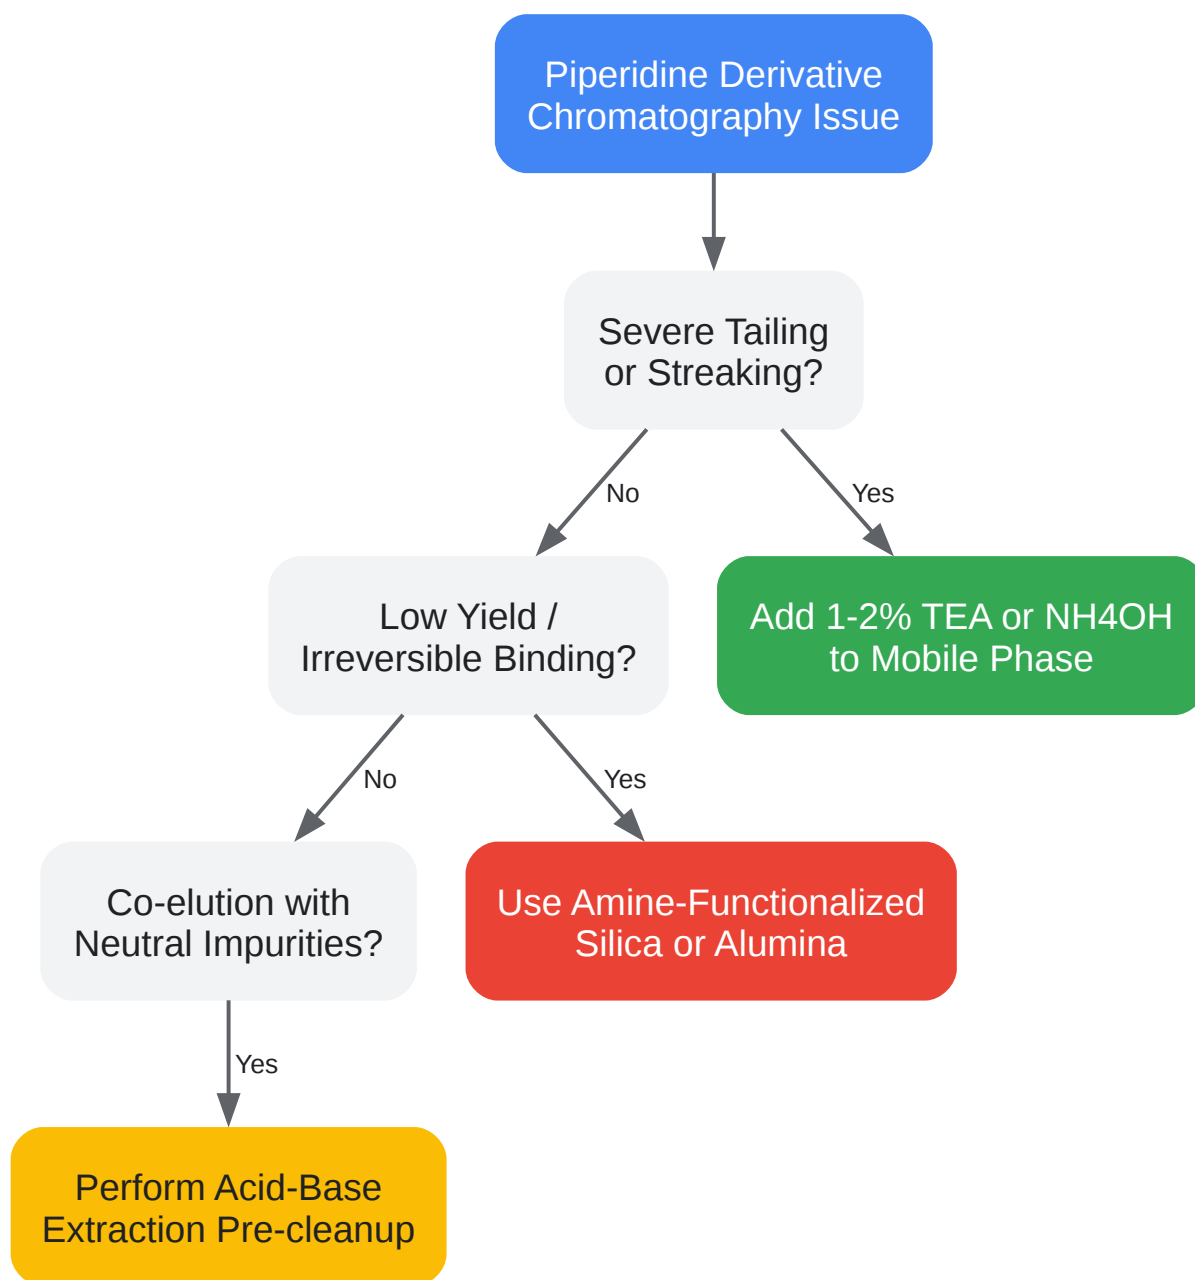 Piperidine Derivative
Chromatography Issue
Severe Tailing
or Streaking?
No
Yes
Low Yield /
Irreversible Binding?
Add 1-2% TEA or NH4OH
to Mobile Phase
No
Yes
Co-elution with
Neutral Impurities?
Use Amine-Functionalized
Silica or Alumina
Yes
Perform Acid-Base
Extraction Pre-cleanup